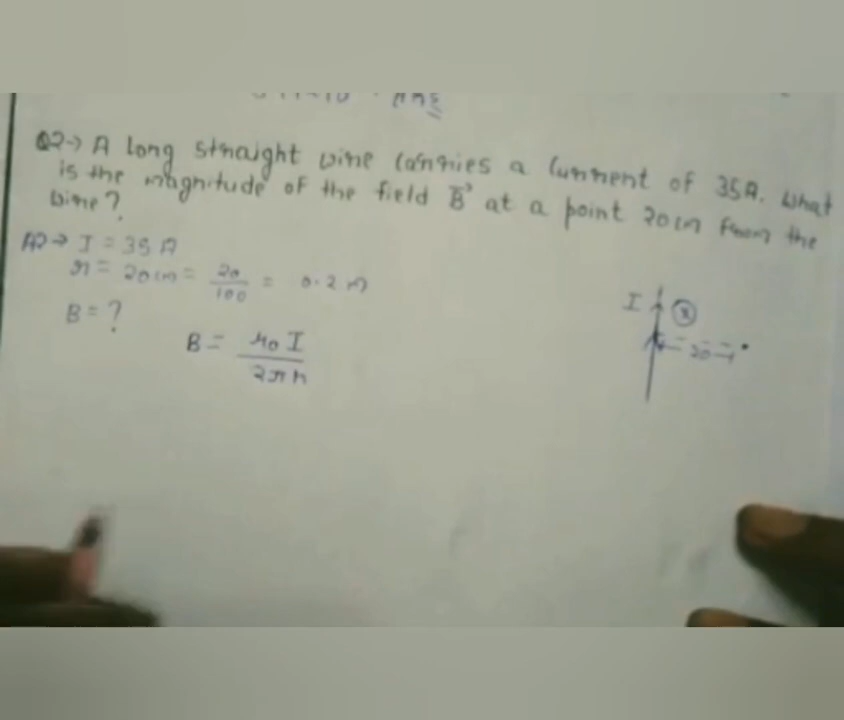 Ans
Q2→ A long straight wire carries a current of 35A. What
is the magnitude of the field B⃗ at a point 20cm from the
wire?
A2→ I = 35 A
r = 20cm = 20/100 = 0.2 m
B = ?
B = μ₀ I / 2πr
I ⊗
20